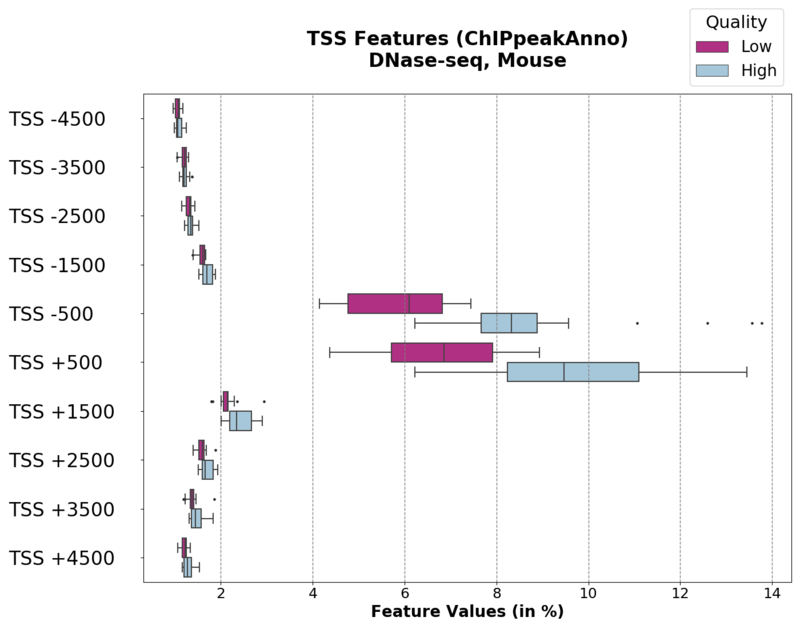 TSS Features (ChIPpeakAnno)
DNase-seq, Mouse
Quality
Low
High
TSS -4500
TSS -3500
TSS -2500
TSS -1500
TSS -500
TSS +500
TSS +1500
TSS +2500
TSS +3500
TSS +4500
2 4 6 8 10 12 14
Feature Values (in %)